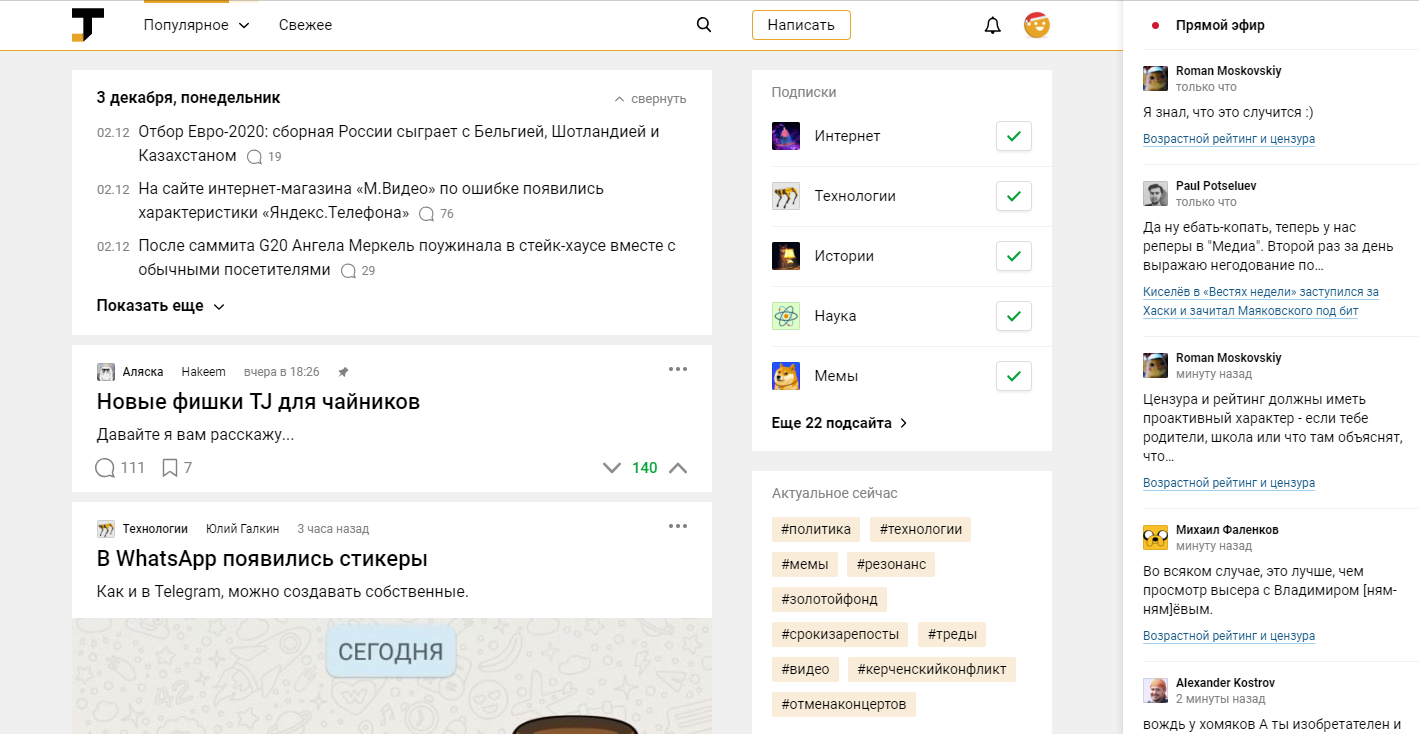 Популярное
Свежее
Написать
3 декабря, понедельник
свернуть
02.12 Отбор Евро-2020: сборная России сыграет с Бельгией, Шотландией и
Казахстаном 19
02.12 На сайте интернет-магазина «М.Видео» по ошибке появились
характеристики «Яндекс.Телефона» 76
02.12 После саммита G20 Ангела Меркель поужинала в стейк-хаусе вместе с
обычными посетителями 29
Показать еще
Аляска Hakeem вчера в 18:26
Новые фишки TJ для чайников
Давайте я вам расскажу...
111 7 140
Технологии Юлий Галкин 3 часа назад
В WhatsApp появились стикеры
Как и в Telegram, можно создавать собственные.
СЕГОДНЯ
Подписки
Интернет
Технологии
Истории
Наука
Мемы
Еще 22 подсайта
Актуальное сейчас
#политика #технологии
#мемы #резонанс
#золотойфонд
#срокизарепосты #треды
#видео #керченскийконфликт
#отменаконцертов
Прямой эфир
Roman Moskovskiy
только что
Я знал, что это случится :)
Возрастной рейтинг и цензура
Paul Potseluev
только что
Да ну ебать-копать, теперь у нас
реперы в "Медиа". Второй раз за день
выражаю негодование по…
Киселёв в «Вестях недели» заступился за
Хаски и зачитал Маяковского под бит
Roman Moskovskiy
минуту назад
Цензура и рейтинг должны иметь
проактивный характер - если тебе
родители, школа или что там объяснят,
что…
Возрастной рейтинг и цензура
Михаил Фаленков
минуту назад
Во всяком случае, это лучше, чем
просмотр высера с Владимиром [ням-
ням]ёвым.
Возрастной рейтинг и цензура
Alexander Kostrov
2 минуты назад
вождь у хомяков А ты изобретателен и